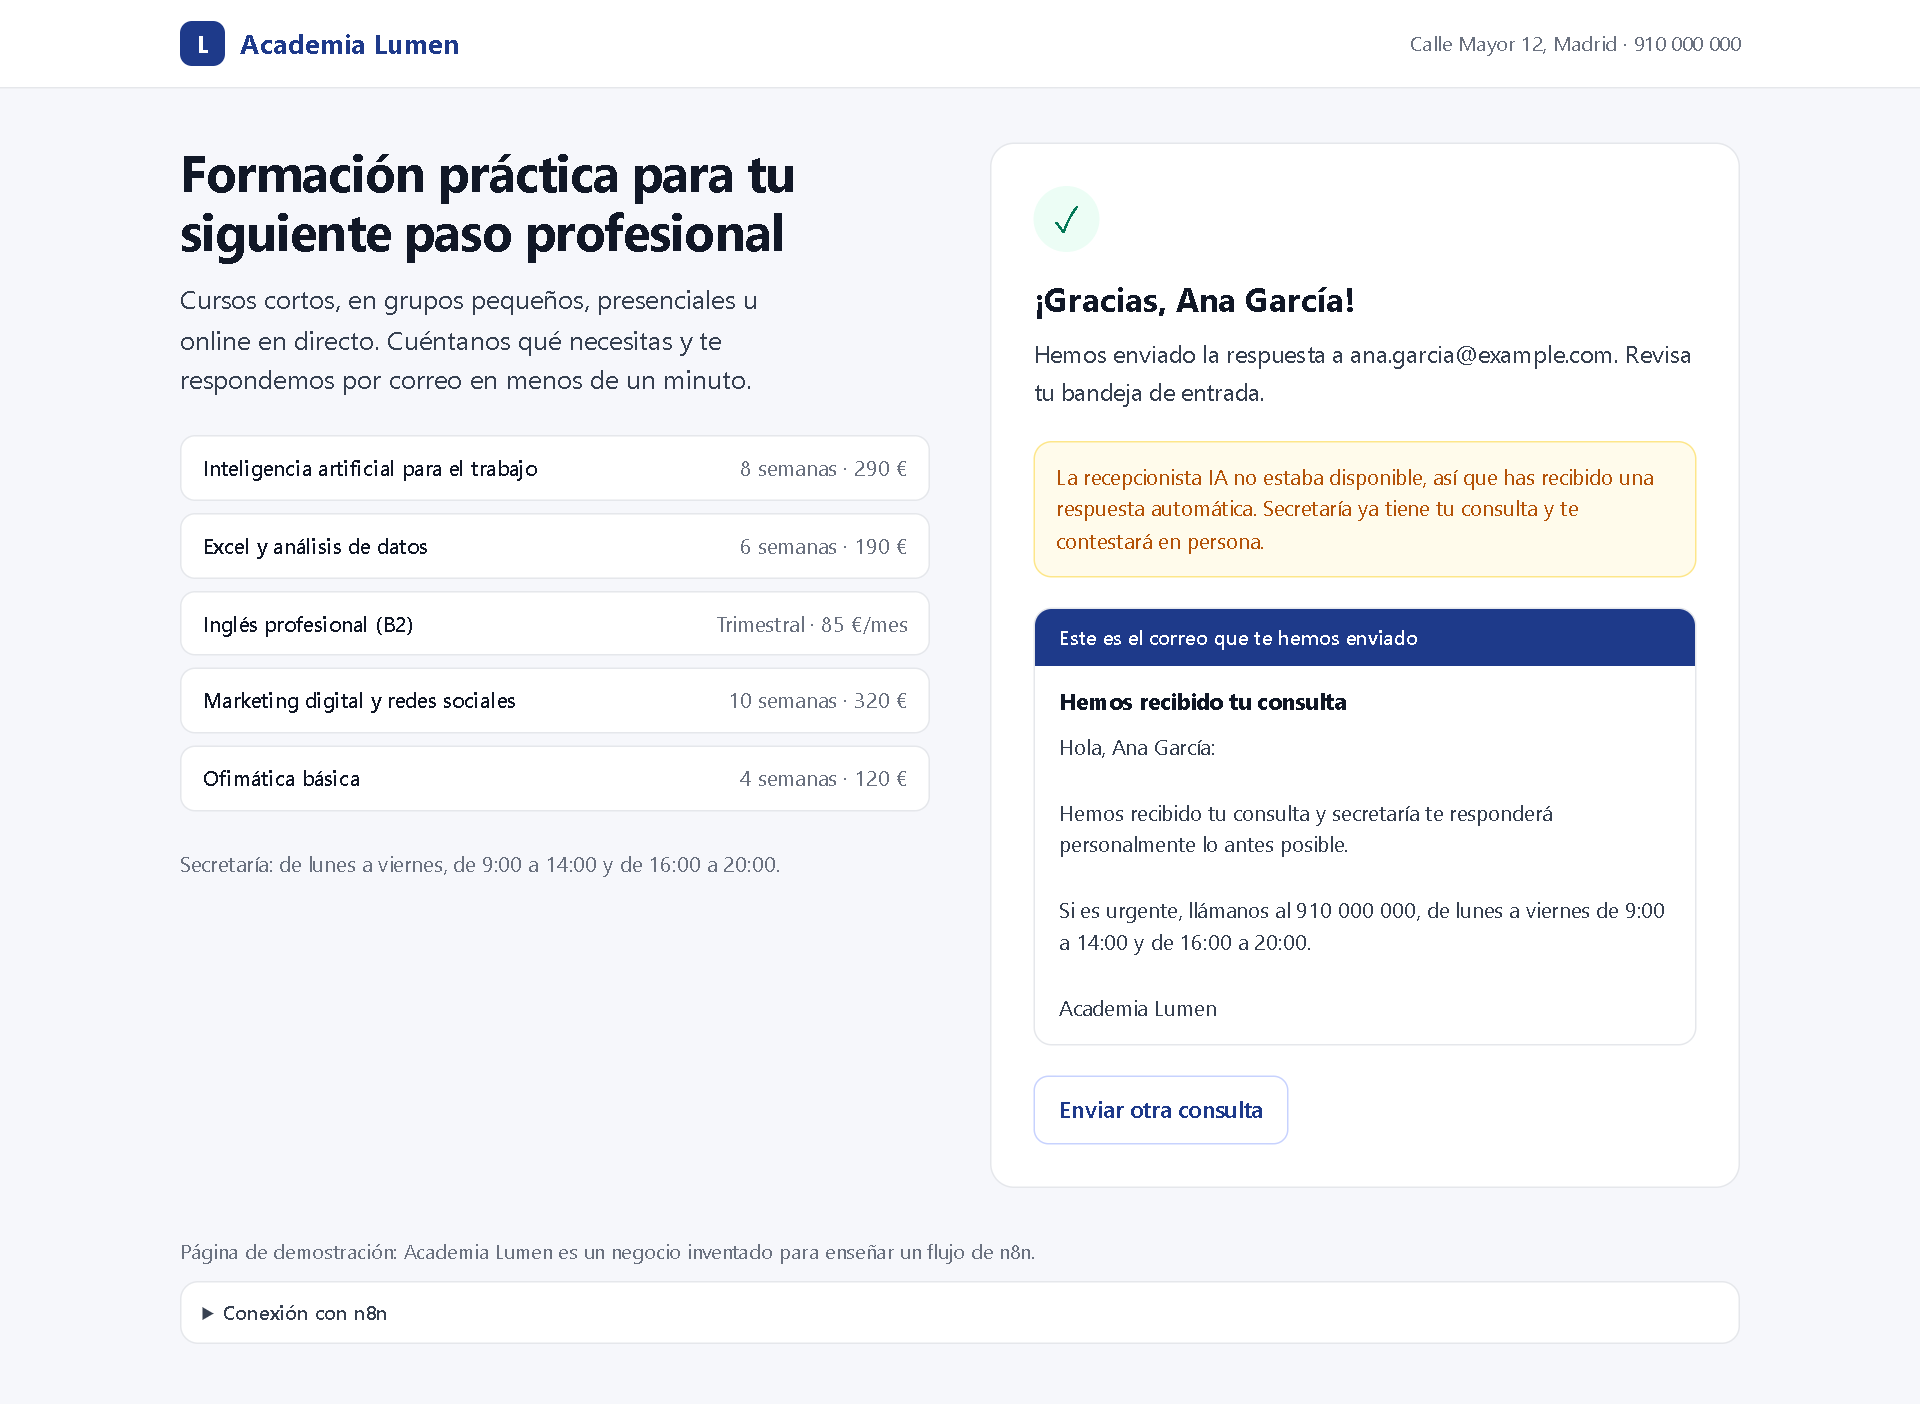 L
Academia Lumen
Calle Mayor 12, Madrid · 910 000 000
Formación práctica para tu
siguiente paso profesional
Cursos cortos, en grupos pequeños, presenciales u
online en directo. Cuéntanos qué necesitas y te
respondemos por correo en menos de un minuto.
Inteligencia artificial para el trabajo 8 semanas · 290 €
Excel y análisis de datos 6 semanas · 190 €
Inglés profesional (B2) Trimestral · 85 €/mes
Marketing digital y redes sociales 10 semanas · 320 €
Ofimática básica 4 semanas · 120 €
Secretaría: de lunes a viernes, de 9:00 a 14:00 y de 16:00 a 20:00.
¡Gracias, Ana García!
Hemos enviado la respuesta a ana.garcia@example.com. Revisa
tu bandeja de entrada.
La recepcionista IA no estaba disponible, así que has recibido una
respuesta automática. Secretaría ya tiene tu consulta y te
contestará en persona.
Este es el correo que te hemos enviado
Hemos recibido tu consulta
Hola, Ana García:
Hemos recibido tu consulta y secretaría te responderá
personalmente lo antes posible.
Si es urgente, llámanos al 910 000 000, de lunes a viernes de 9:00
a 14:00 y de 16:00 a 20:00.
Academia Lumen
Enviar otra consulta
Página de demostración: Academia Lumen es un negocio inventado para enseñar un flujo de n8n.
▶ Conexión con n8n